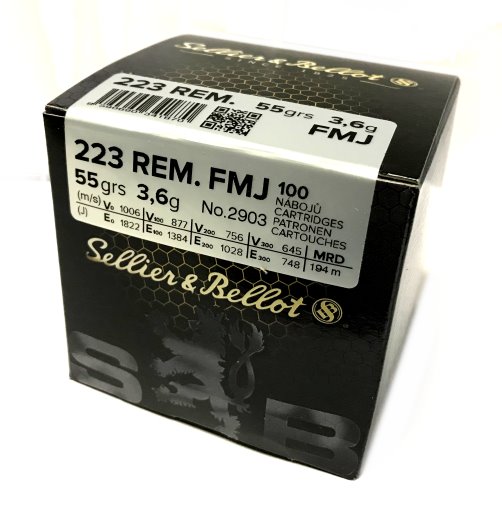 Sellier & Bellot
223 REM. 55grs 3,6g
FMJ
223 REM. FMJ 100
NÁBOJŮ
CARTRIDGES
PATRONEN
CARTOUCHES
55grs 3,6g No.2903
(m/s) V0 1006 V100 877 V200 756 V300 645 MRD
(J) E0 1822 E100 1384 E200 1028 E300 748 194 m
Sellier & Bellot
S B